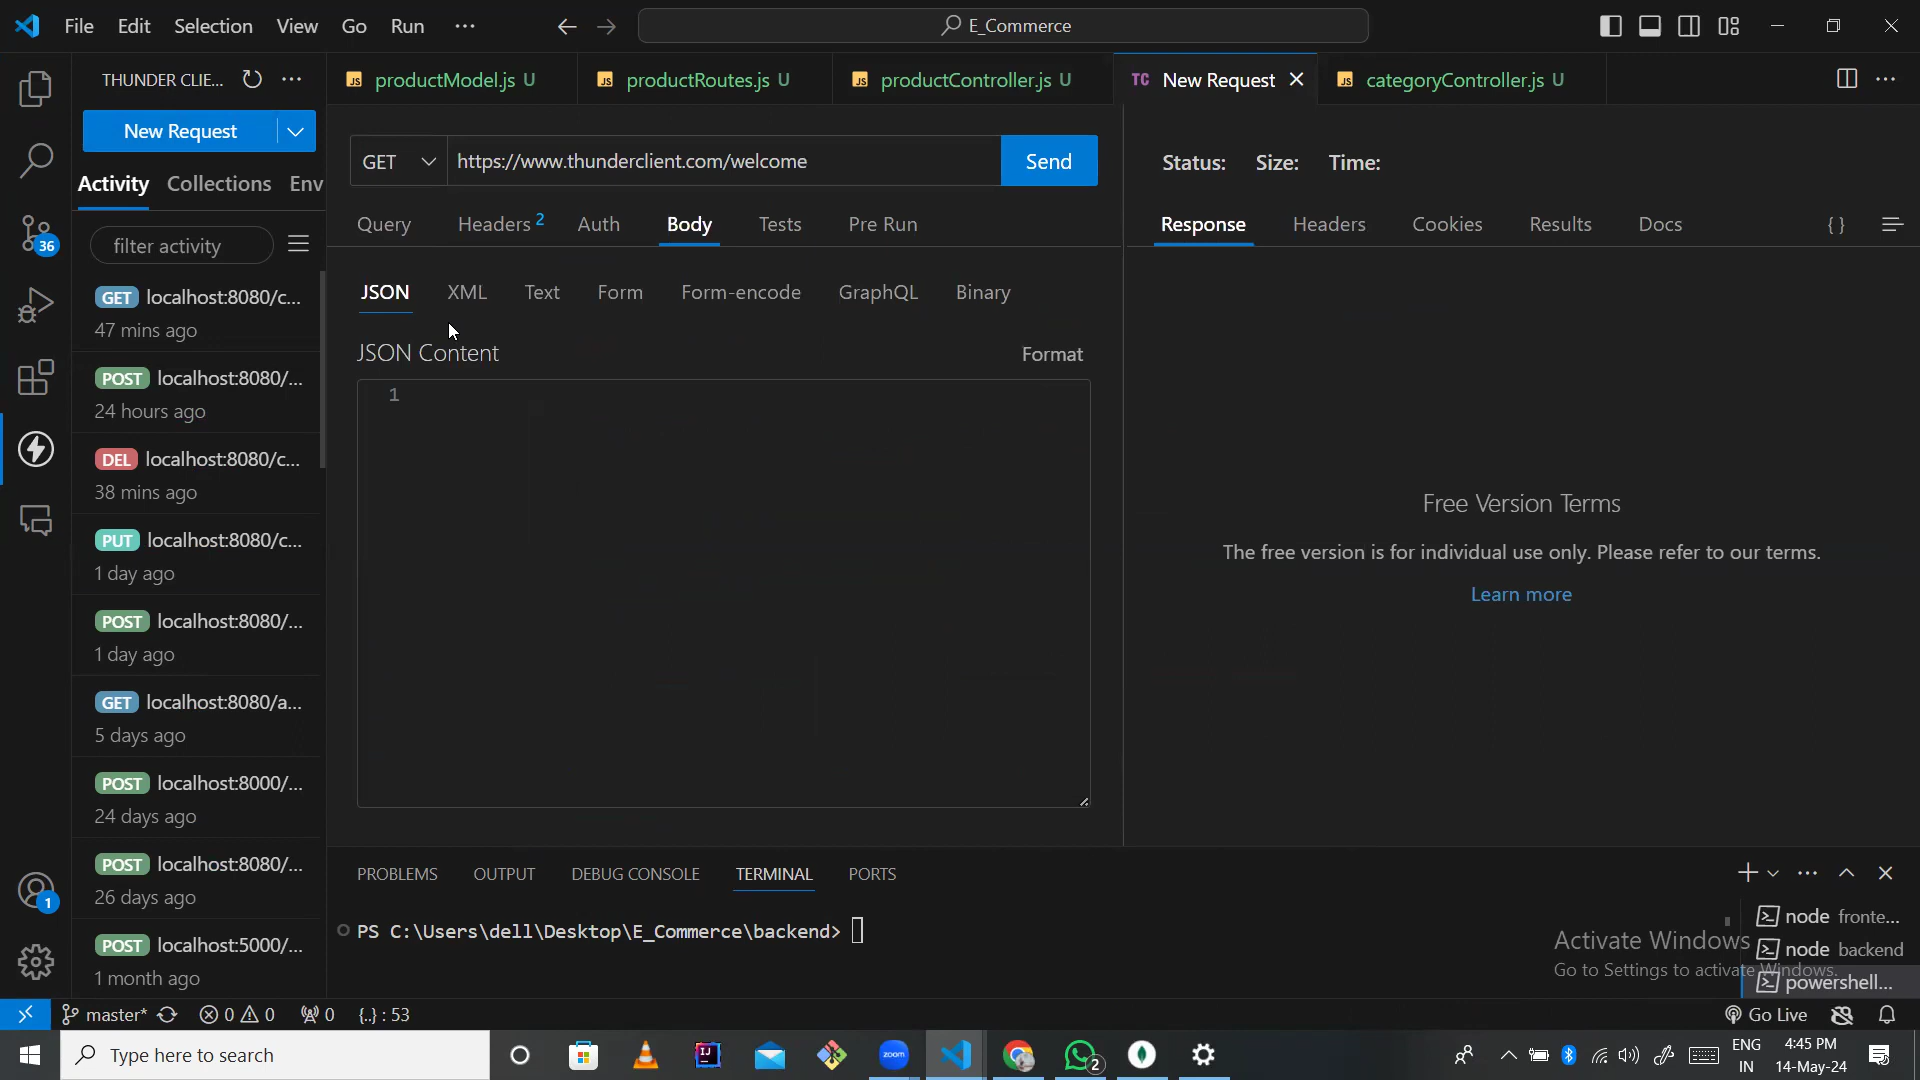 File Edit Selection View Go Run ···
E_Commerce
THUNDER CLIE... ···
productModel.js U
productRoutes.js U
productController.js U
TC New Request
categoryController.js U
New Request
Activity Collections Env
filter activity
GET localhost:8080/c...
47 mins ago
POST localhost:8080/...
24 hours ago
DEL localhost:8080/c...
38 mins ago
PUT localhost:8080/c...
1 day ago
POST localhost:8080/...
1 day ago
GET localhost:8080/a...
5 days ago
POST localhost:8000/...
24 days ago
POST localhost:8080/...
26 days ago
POST localhost:5000/...
1 month ago
36
1
GET https://www.thunderclient.com/welcome Send
Query Headers 2 Auth Body Tests Pre Run
JSON XML Text Form Form-encode GraphQL Binary
JSON Content Format
1
Status: Size: Time:
Response Headers Cookies Results Docs { }
Free Version Terms
The free version is for individual use only. Please refer to our terms.
Learn more
PROBLEMS OUTPUT DEBUG CONSOLE TERMINAL PORTS
PS C:\Users\dell\Desktop\E_Commerce\backend>
node fronte...
node backend
powershell...
Activate Windows
Go to Settings to activate Windows.
master* 0 0 0 {..} : 53
Go Live
Type here to search
zoom
2
ENG
IN
4:45 PM
14-May-24